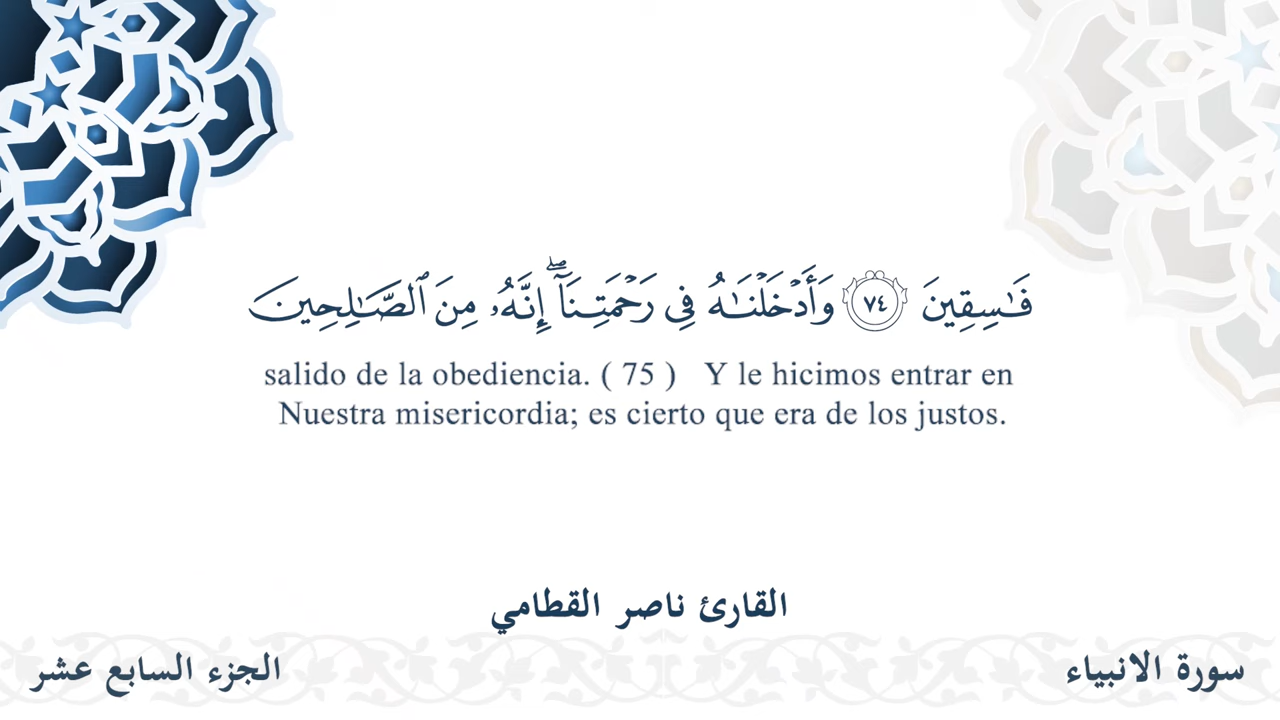 فَـٰسِقِينَ ۝٧٤ وَأَدْخَلْنَـٰهُ فِى رَحْمَتِنَآ ۖ إِنَّهُۥ مِنَ ٱلصَّـٰلِحِينَ
salido de la obediencia. ( 75 ) Y le hicimos entrar en
Nuestra misericordia; es cierto que era de los justos.
القارئ ناصر القطامي
سورة الانبياء
الجزء السابع عشر